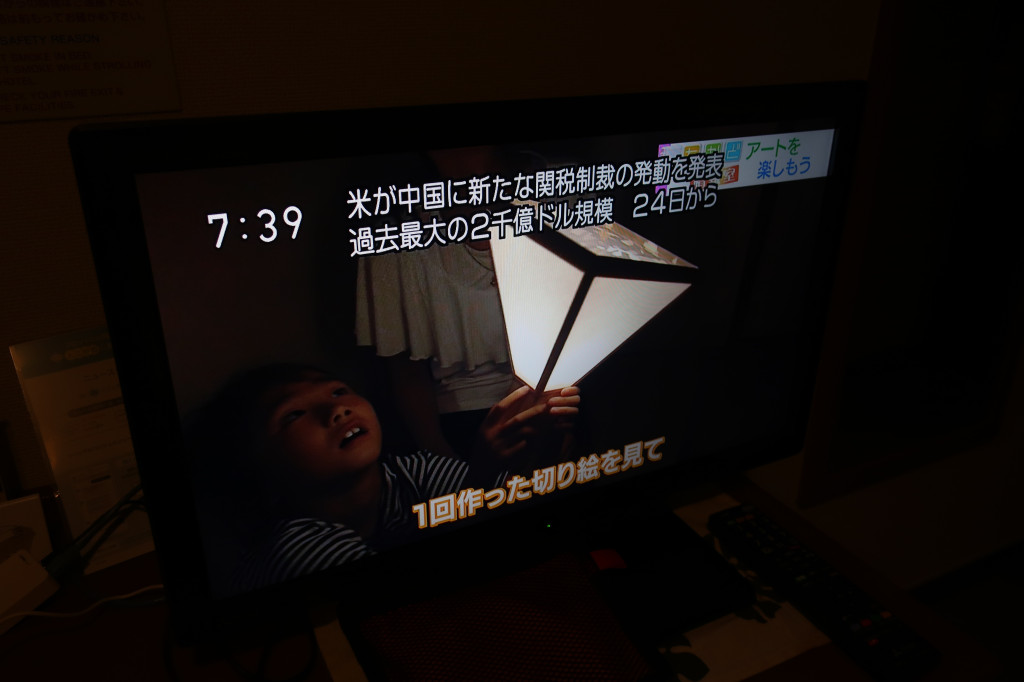 SAFETY REASON
7:39
米が中国に新たな関税制裁の発動を発表
過去最大の2千億ドル規模 24日から
アートを
楽しもう
1回作った切り絵を見て